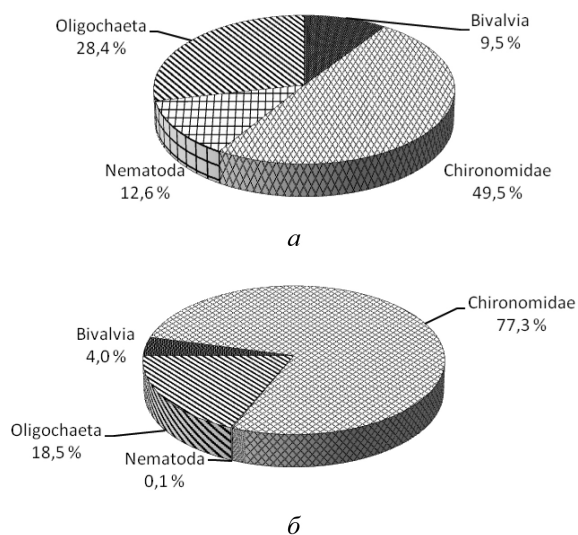 Oligochaeta
28,4 %
Bivalvia
9,5 %
Nematoda
12,6 %
Chironomidae
49,5 %
а
Chironomidae
77,3 %
Bivalvia
4,0 %
Oligochaeta
18,5 %
Nematoda
0,1 %
б